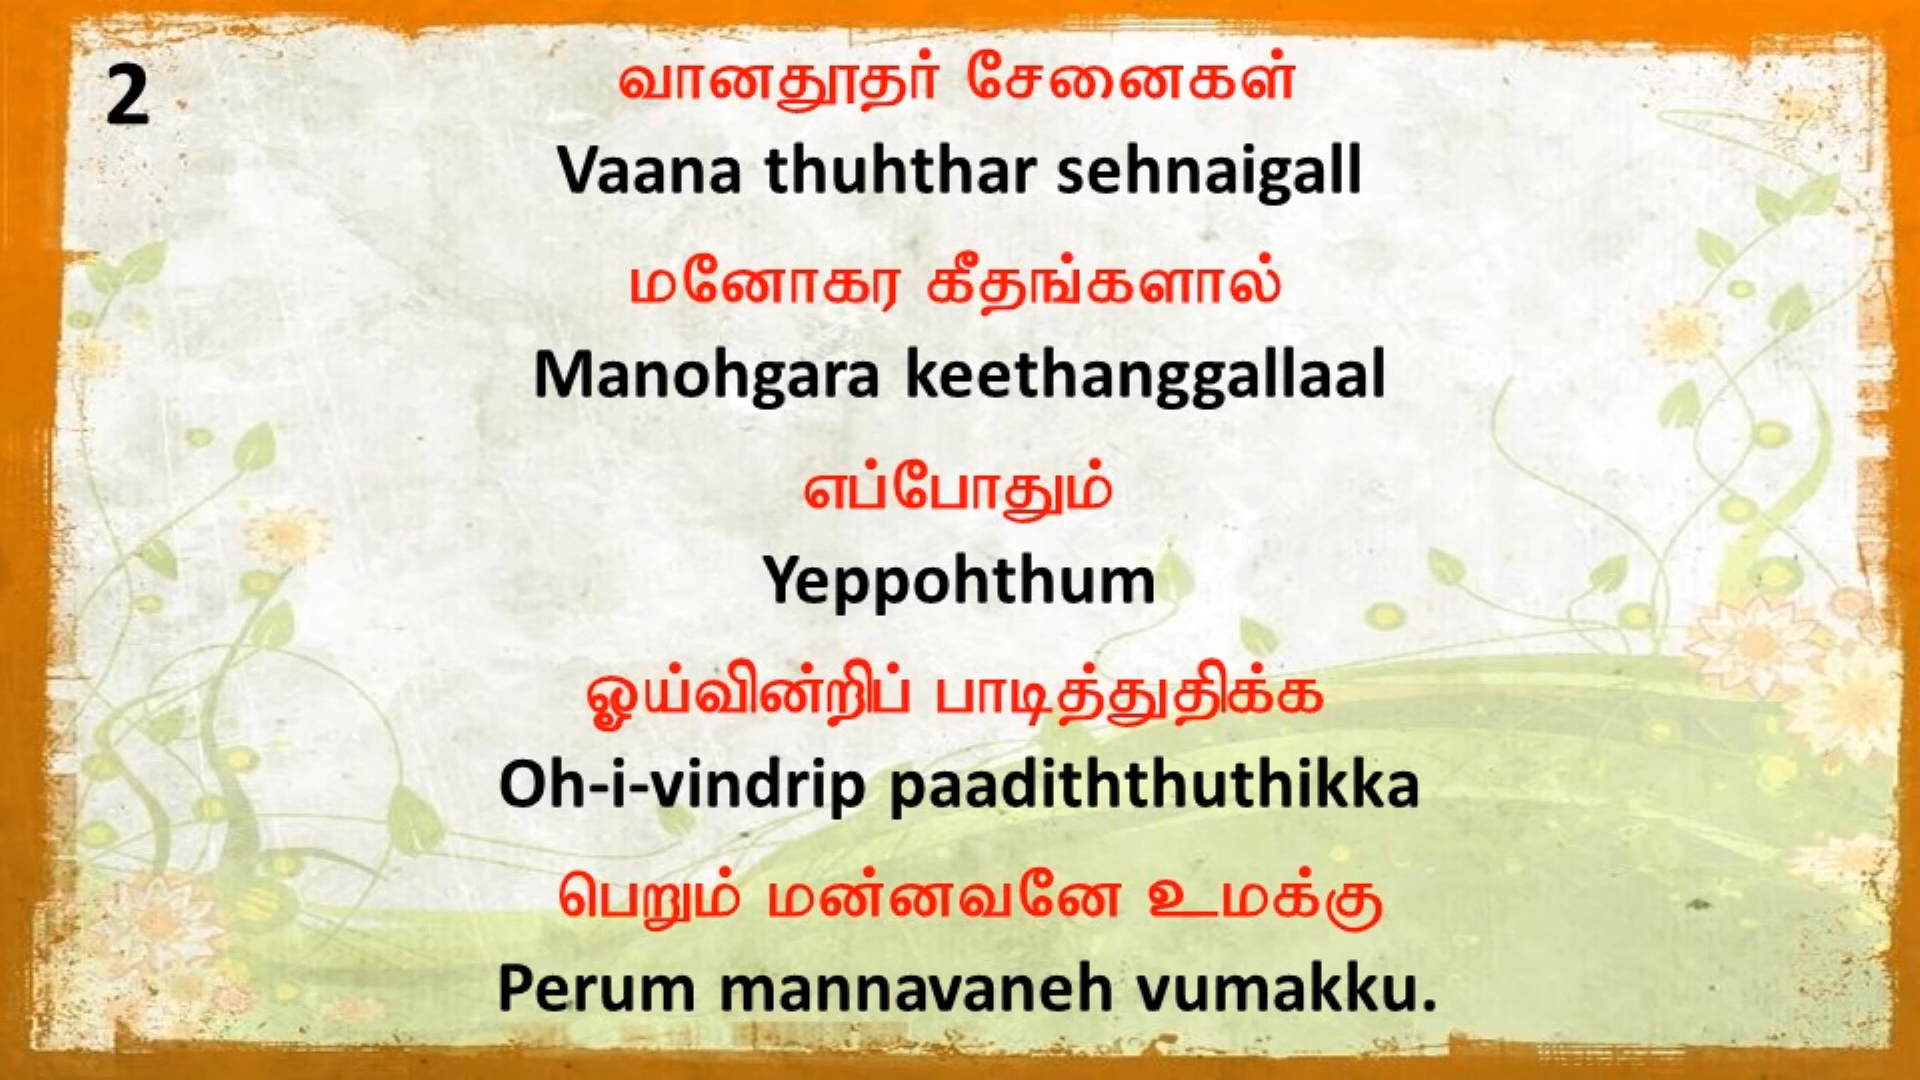 2
வானதூதர் சேனைகள்
Vaana thuhthar sehnaigall
மனோகர கீதங்களால்
Manohgara keethanggallaal
எப்போதும்
Yeppohthum
ஓய்வின்றிப் பாடித்துதிக்க
Oh-i-vindrip paadiththuthikka
பெறும் மன்னவனே உமக்கு
Perum mannavaneh vumakku.